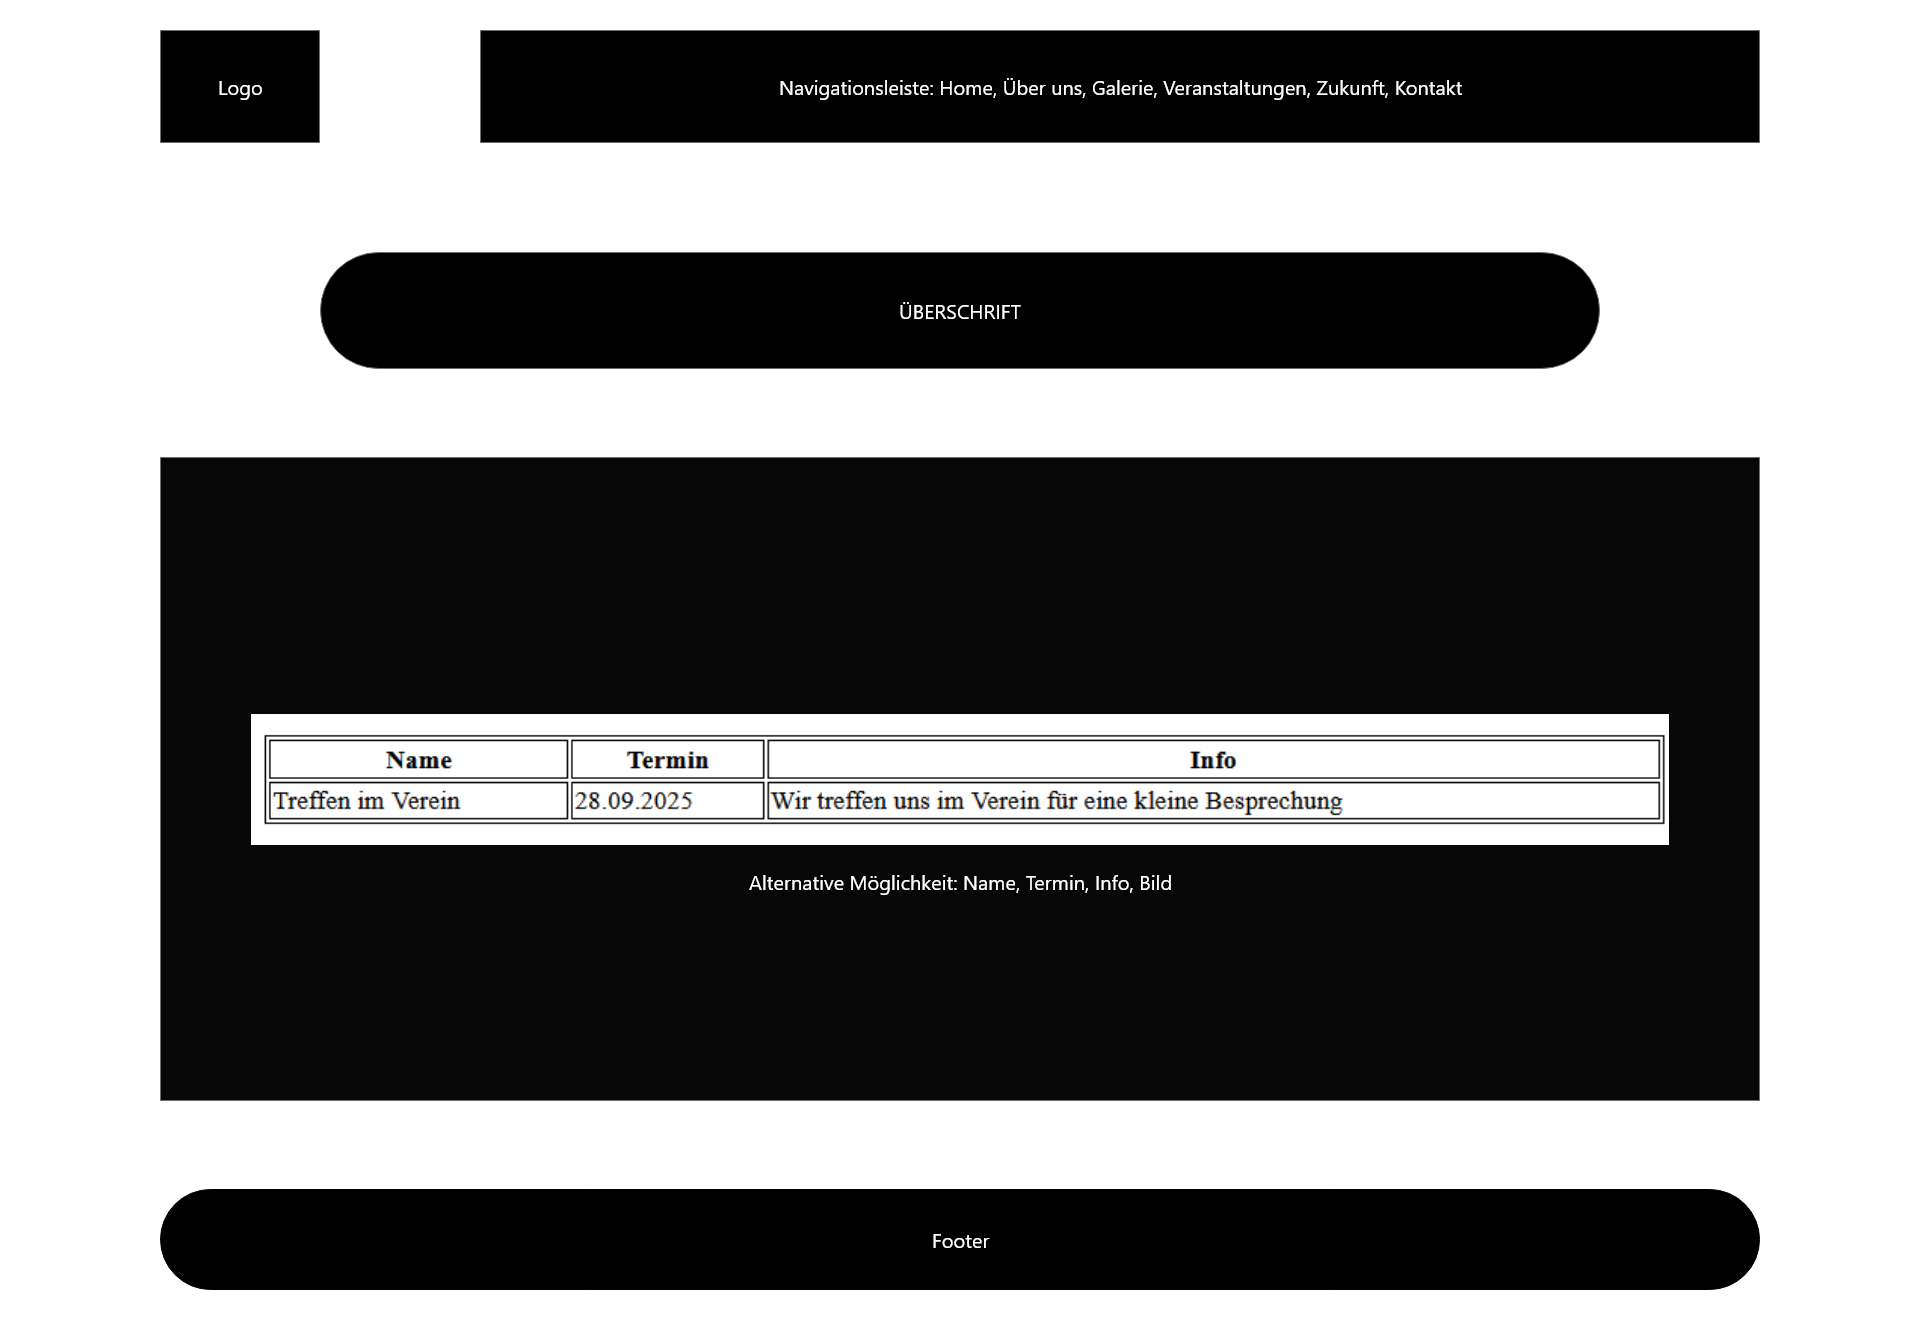 Logo
Navigationsleiste: Home, Über uns, Galerie, Veranstaltungen, Zukunft, Kontakt
ÜBERSCHRIFT
Name Termin Info
Treffen im Verein 28.09.2025 Wir treffen uns im Verein für eine kleine Besprechung
Alternative Möglichkeit: Name, Termin, Info, Bild
Footer